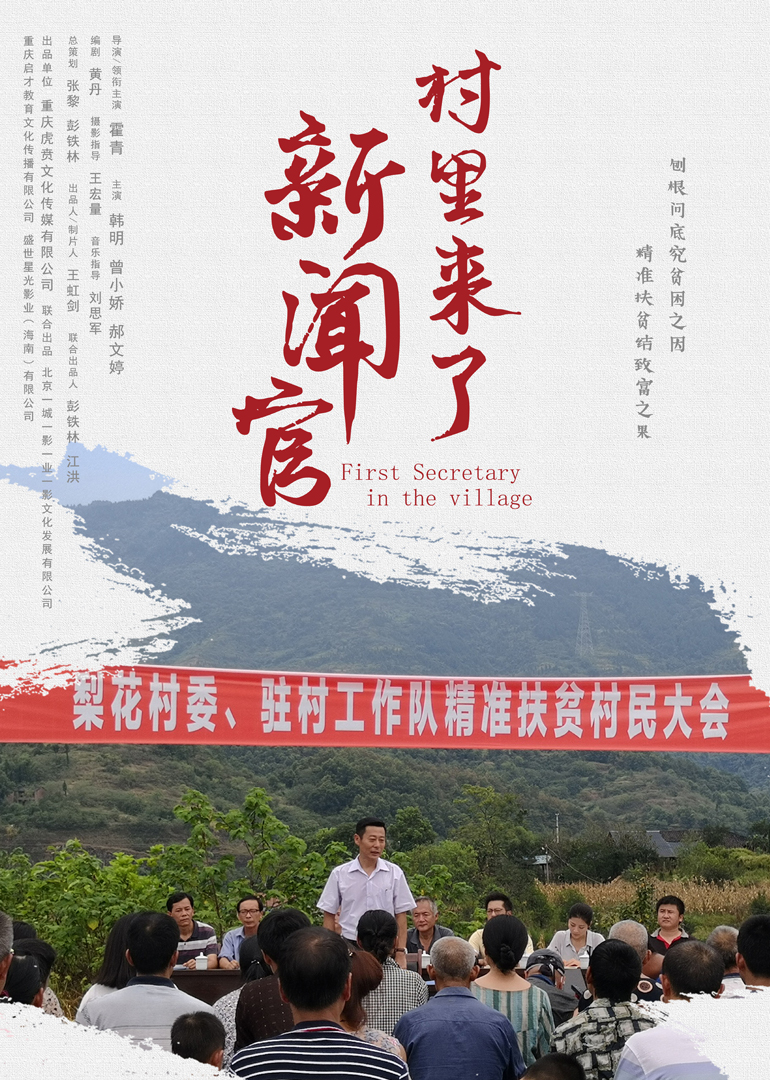 村里来了
新闻官
First Secretary
in the village
刨根问底究贫困之因
精准扶贫结致富之果
导演/领衔主演 霍青 主演 韩明 曾小娇 郝文婷
编剧 黄丹 摄影指导 王宏量 音乐指导 刘思军
总策划 张黎 彭铁林 出品人/制片人 王虹剑 联合出品人 彭铁林 江洪
出品单位 重庆虎贲文化传媒有限公司 联合出品 北京一城一影一业一影文化发展有限公司
重庆启才教育文化传播有限公司 盛世星光影业(海南)有限公司
梨花村委、驻村工作队精准扶贫村民大会